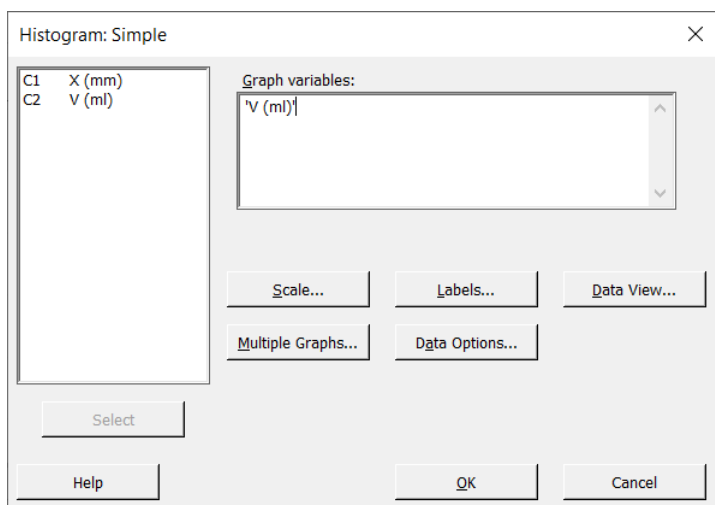 Histogram: Simple
C1 X (mm)
C2 V (ml)
Graph variables:
'V (ml)'
Scale...
Labels...
Data View...
Multiple Graphs...
Data Options...
Select
Help
OK
Cancel